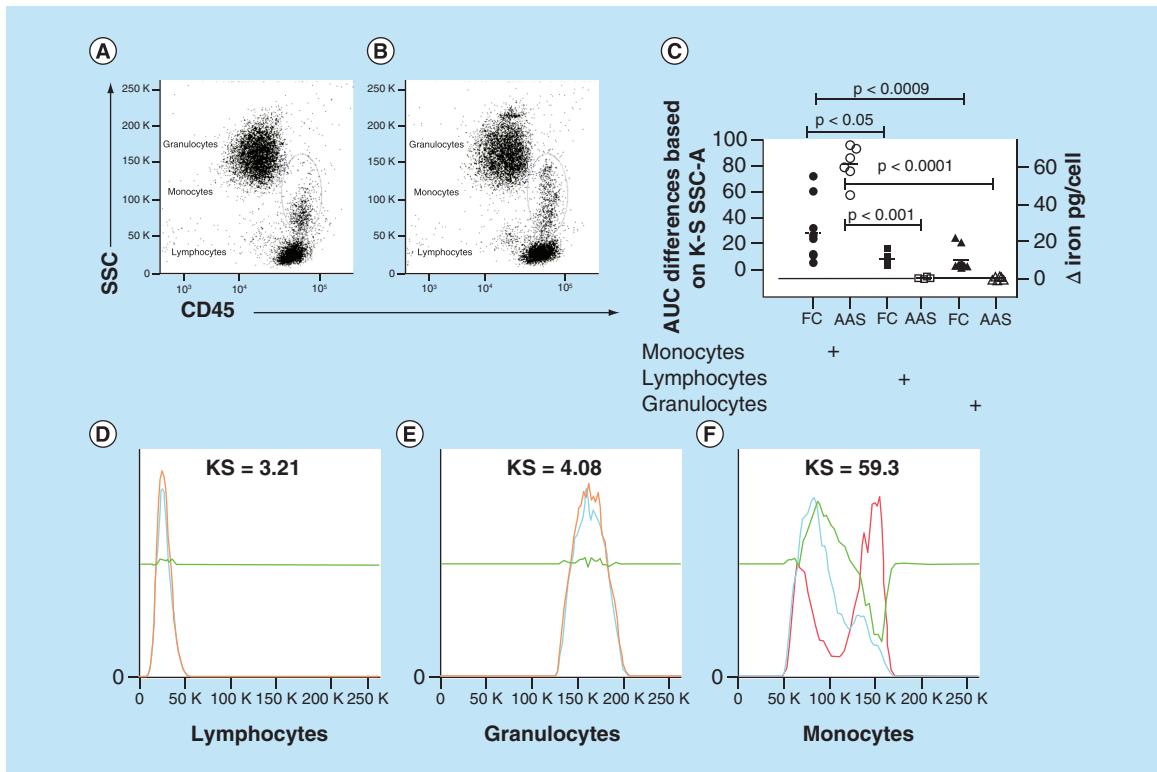 A
B
C
250 K
200 K
150 K
100 K
50 K
0
Granulocytes
Monocytes
Lymphocytes
SSC
10³
10⁴
10⁵
CD45
250 K
200 K
150 K
100 K
50 K
0
Granulocytes
Monocytes
Lymphocytes
10³
10⁴
10⁵
p < 0.0009
p < 0.05
p < 0.0001
p < 0.001
AUC differences based
on K-S SSC-A
100
80
60
40
20
0
60
40
20
0
Δ iron pg/cell
FC AAS FC AAS FC AAS
Monocytes +
Lymphocytes +
Granulocytes +
D
KS = 3.21
0
0 50 K 100 K 150 K 200 K 250 K
Lymphocytes
E
KS = 4.08
0
0 50 K 100 K 150 K 200 K 250 K
Granulocytes
F
KS = 59.3
0
0 50 K 100 K 150 K 200 K 250 K
Monocytes